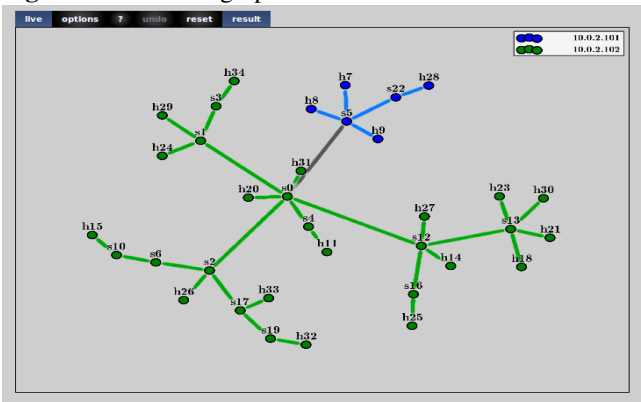 live options ? undo reset result
10.0.2.101
10.0.2.102
h34
h7
h28
s22
h29
s3
h8
s5
s1
h9
h24
h31
h20
s0
h23
h30
h27
s4
s13
h15
h11
s12
h21
s10
s6
s2
h14
h18
h26
h33
s16
s17
h25
s19
h32